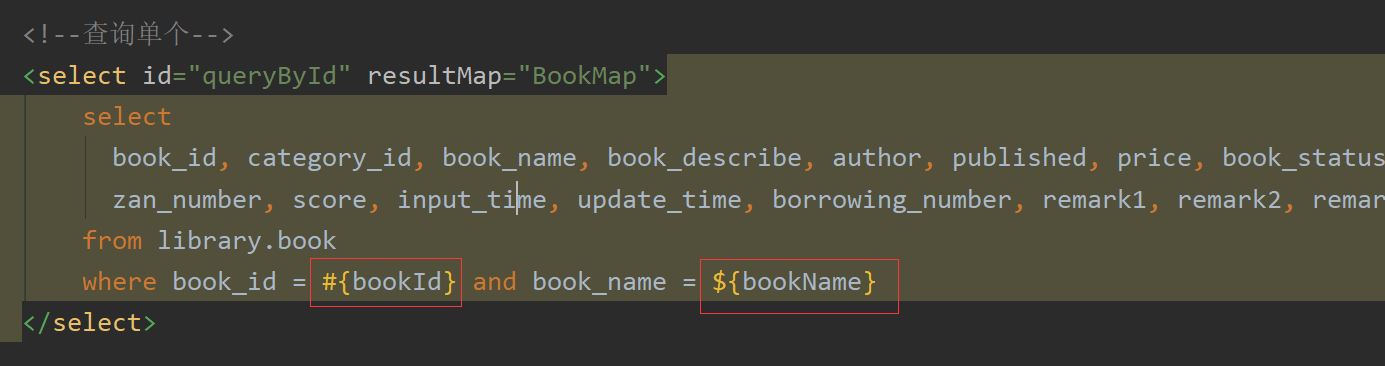 <!--查询单个-->
<select id="queryById" resultMap="BookMap">
select
book_id, category_id, book_name, book_describe, author, published, price, book_status
zan_number, score, input_time, update_time, borrowing_number, remark1, remark2, remar
from library.book
where book_id = #{bookId} and book_name = ${bookName}
</select>